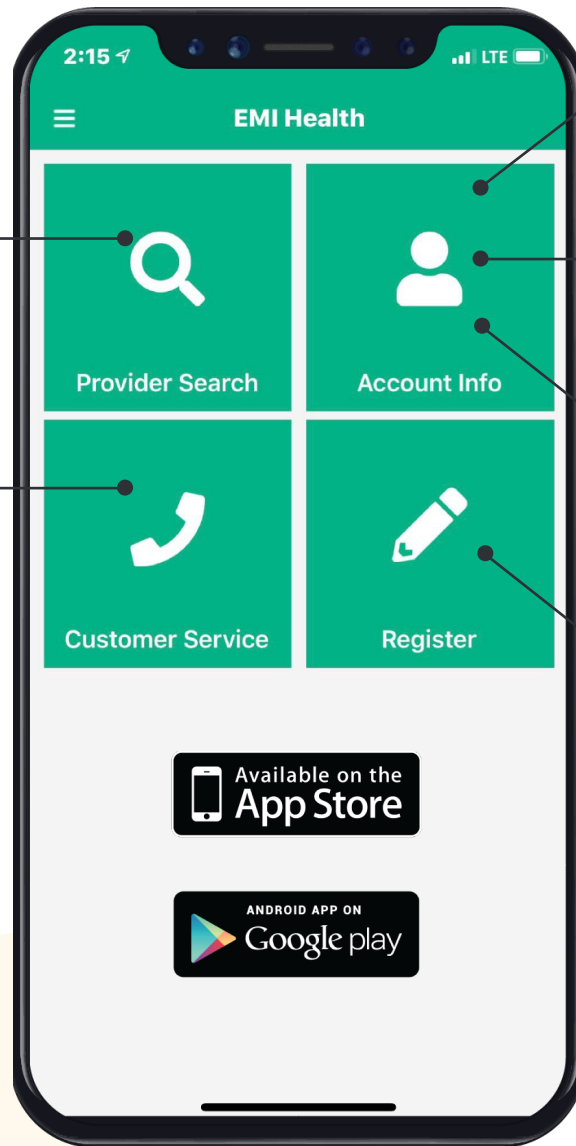 2:15 LTE
EMI Health
Provider Search Account Info
Customer Service Register
Available on the
App Store
ANDROID APP ON
Google play